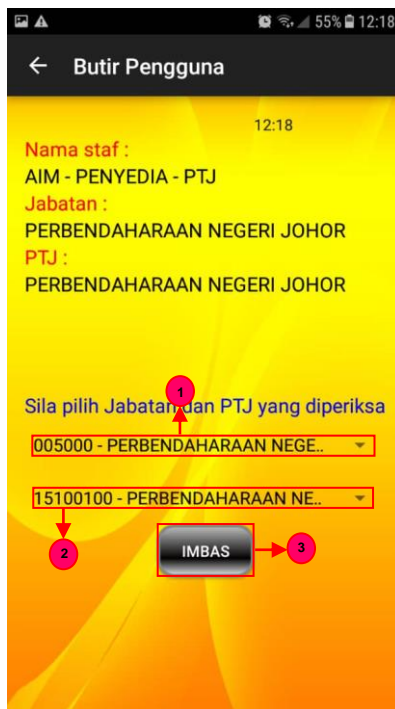 55% 12:18
Butir Pengguna
12:18
Nama staf :
AIM - PENYEDIA - PTJ
Jabatan :
PERBENDAHARAAN NEGERI JOHOR
PTJ :
PERBENDAHARAAN NEGERI JOHOR
1
Sila pilih Jabatan dan PTJ yang diperiksa
005000 - PERBENDAHARAAN NEGE..
15100100 - PERBENDAHARAAN NE..
2
IMBAS
3